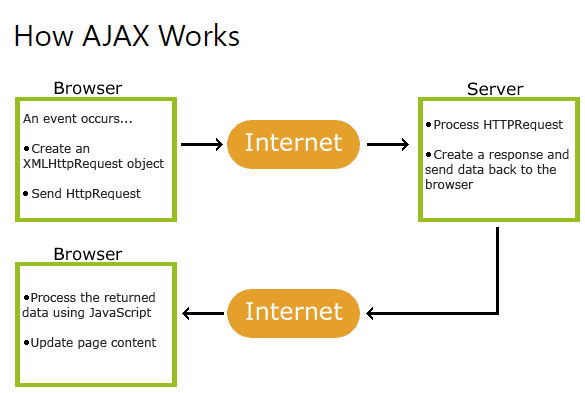 How AJAX Works
Browser
An event occurs...
•Create an
XMLHttpRequest object
• Send HttpRequest
Internet
Server
•Process HTTPRequest
•Create a response and
send data back to the
browser
Browser
•Process the returned
data using JavaScript
•Update page content
Internet